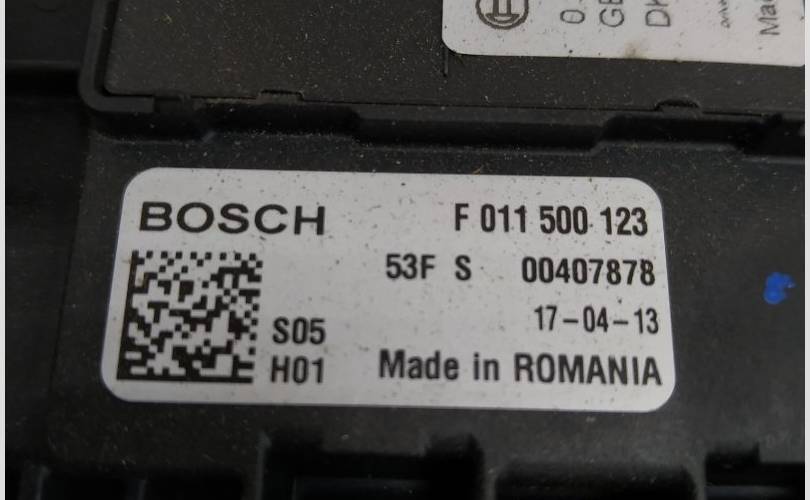 BOSCH F 011 500 123
53F S 00407878
S05 17-04-13
H01 Made in ROMANIA